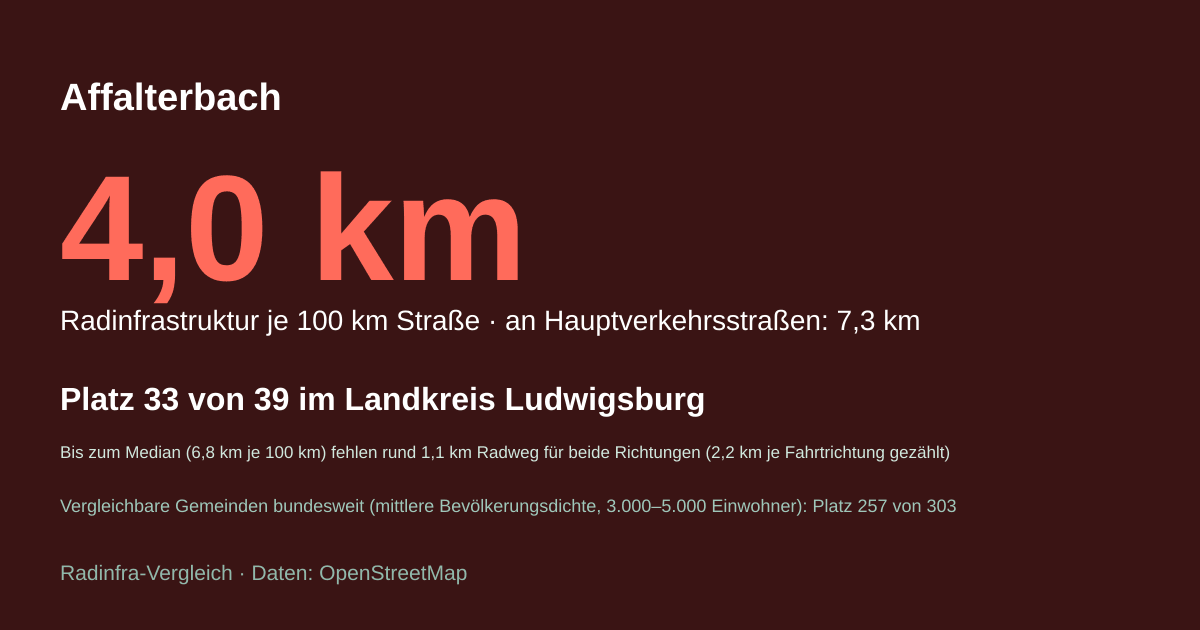 Affalterbach
4,0 km
Radinfrastruktur je 100 km Straße · an Hauptverkehrsstraßen: 7,3 km
Platz 33 von 39 im Landkreis Ludwigsburg
Bis zum Median (6,8 km je 100 km) fehlen rund 1,1 km Radweg für beide Richtungen (2,2 km je Fahrtrichtung gezählt)
Vergleichbare Gemeinden bundesweit (mittlere Bevölkerungsdichte, 3.000–5.000 Einwohner): Platz 257 von 303
Radinfra-Vergleich · Daten: OpenStreetMap